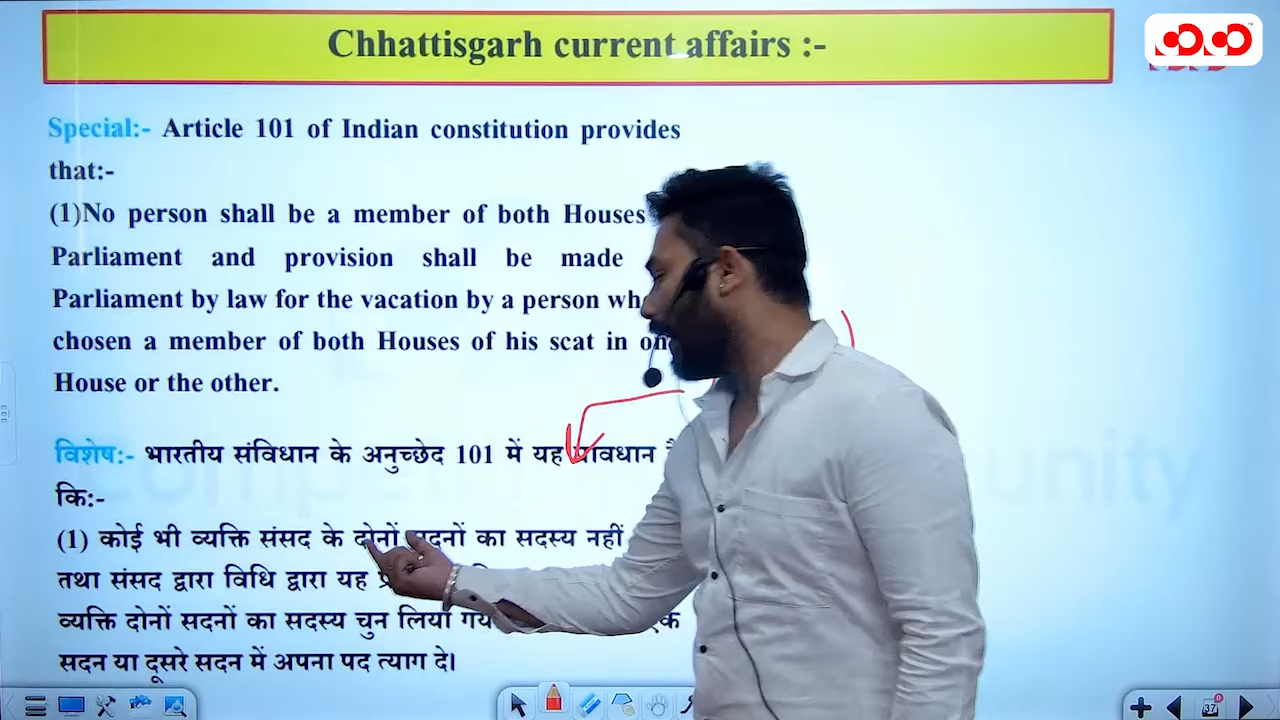 Chhattisgarh current affairs :-
Special:- Article 101 of Indian constitution provides
that:-
(1)No person shall be a member of both Houses
Parliament and provision shall be made
Parliament by law for the vacation by a person
chosen a member of both Houses of his scat in
House or the other.
विशेष:- भारतीय संविधान के अनुच्छेद 101 में यह प्रावधान
कि:-
(1) कोई भी व्यक्ति संसद के दोनों सदनों का सदस्य नहीं
तथा संसद द्वारा विधि द्वारा यह
व्यक्ति दोनों सदनों का सदस्य चुन लिया
सदन या दूसरे सदन में अपना पद त्याग दे।
37